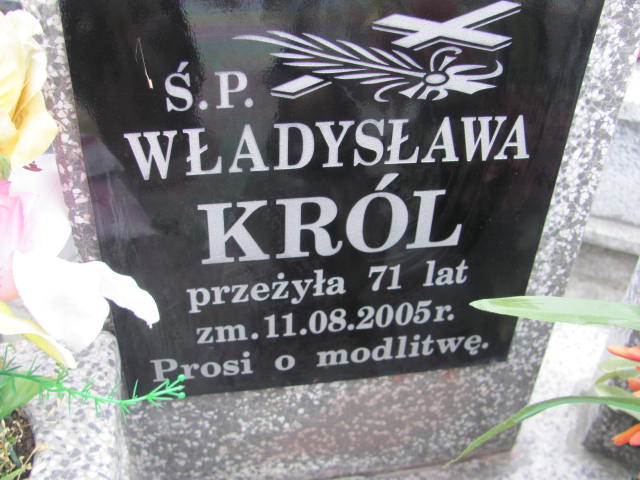 Ś.P.
WŁADYSŁAWA
KRÓL
przeżyła 71 lat
zm.11.08.2005r.
Prosi o modlitwę.